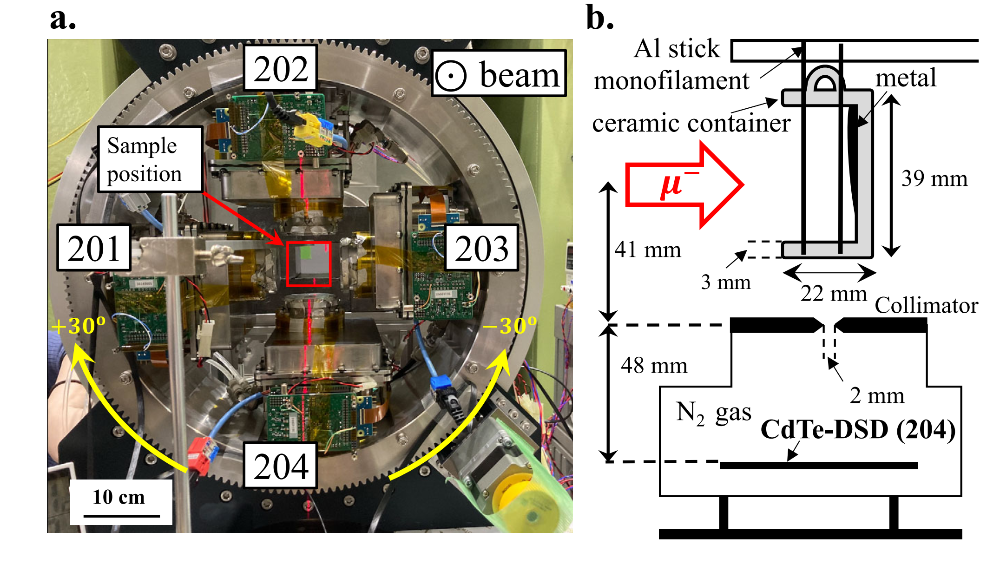 a.
202
⊙ beam
Sample
position
201
203
+30°
−30°
204
10 cm
b.
Al stick
monofilament
metal
ceramic container
μ−
39 mm
41 mm
3 mm
22 mm
Collimator
48 mm
2 mm
N2 gas
CdTe-DSD (204)